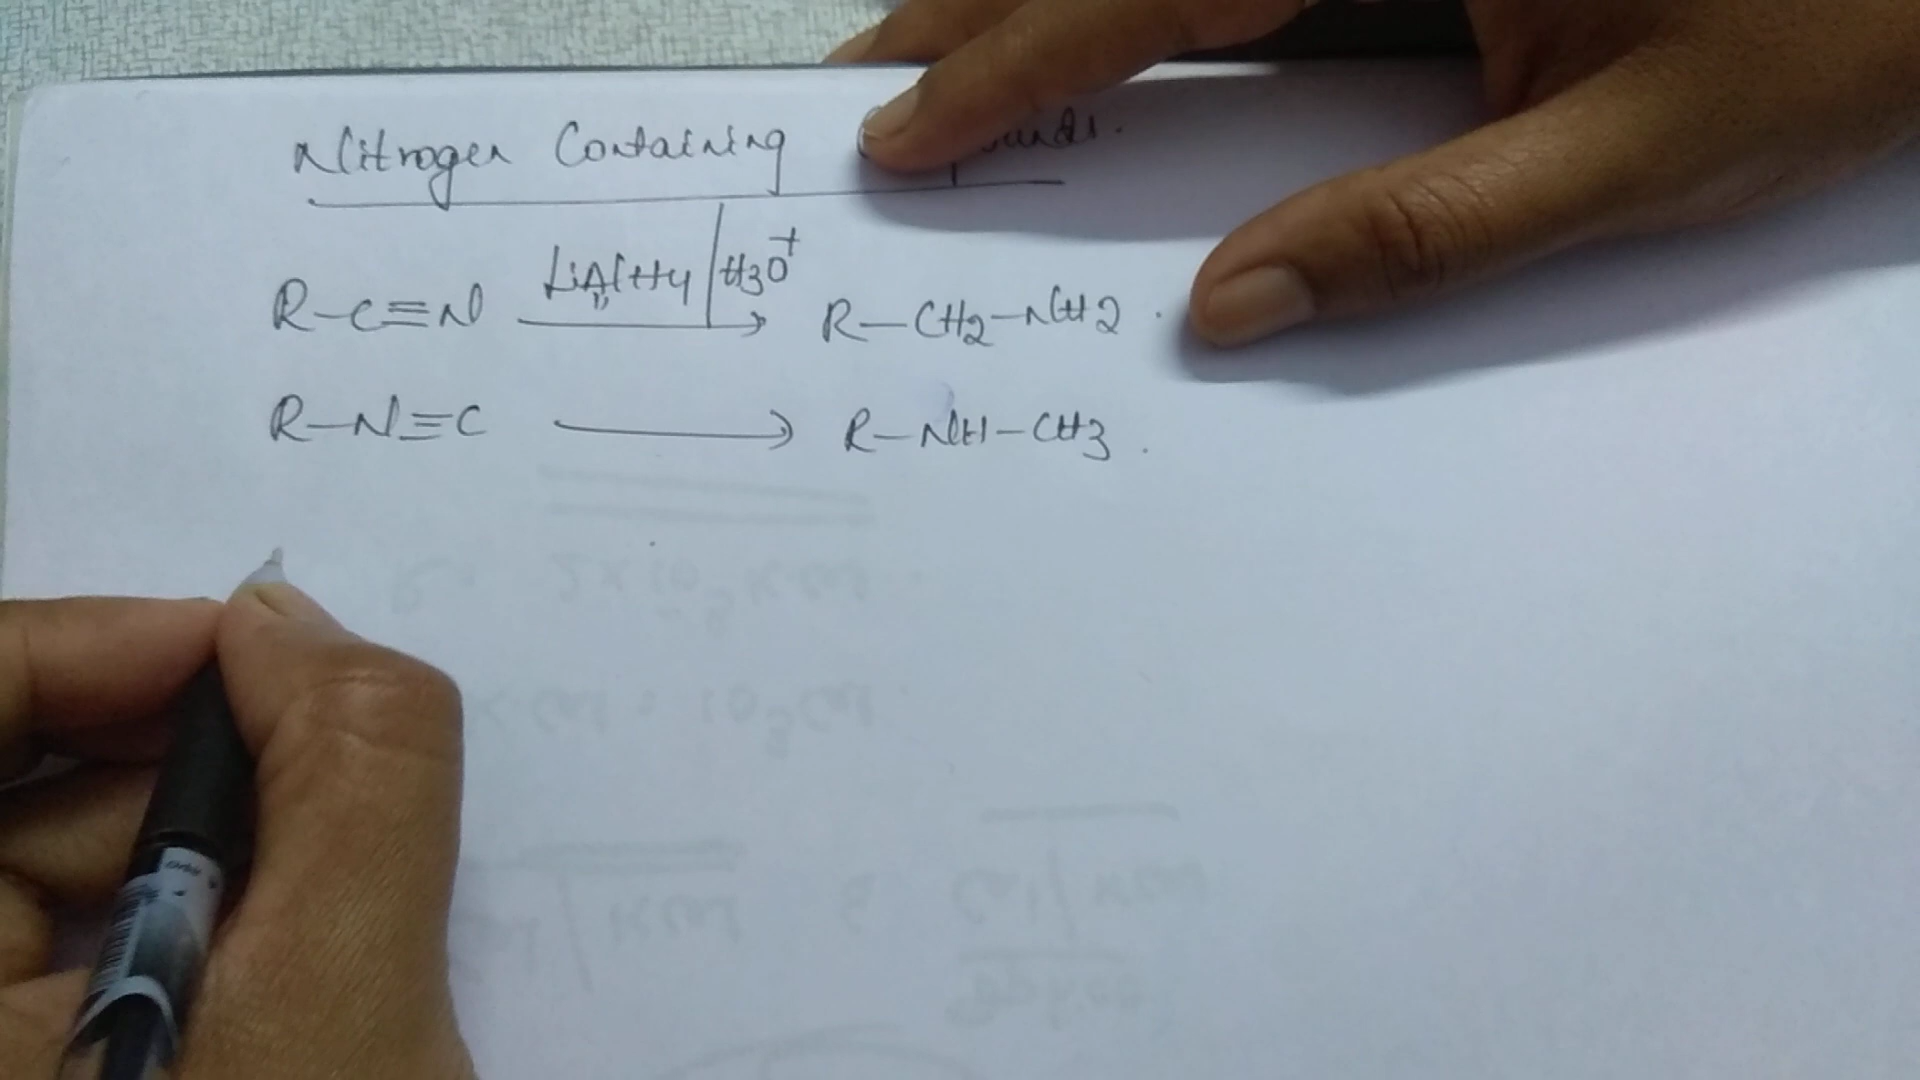 Nitrogen Containing
R-C≡N LiAlH4/H3O+ → R-CH2-NH2.
R-N≡C → R-NH-CH3.